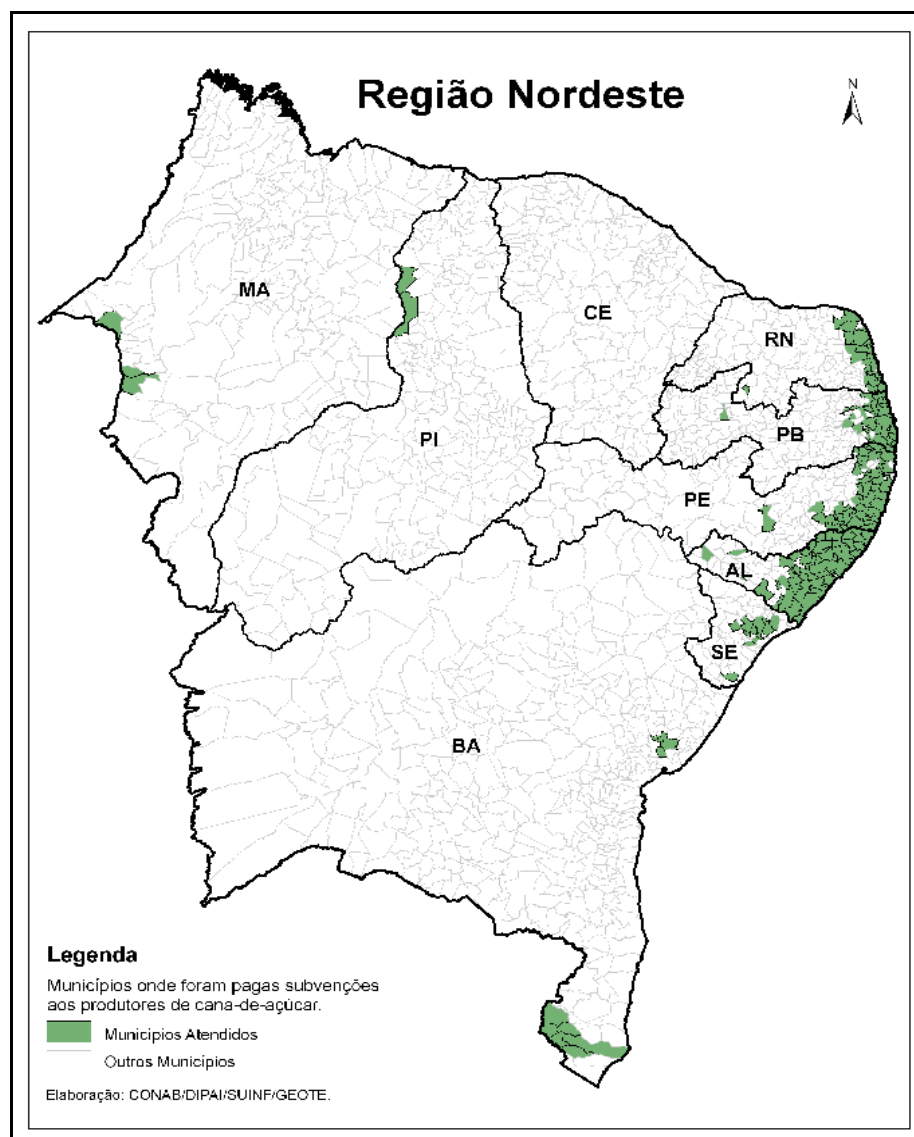 Região Nordeste
N
MA
CE
RN
PI
PB
PE
AL
SE
BA
Legenda
Municípios onde foram pagas subvenções
aos produtores de cana-de-açúcar.
Municípios Atendidos
Outros Municípios
Elaboração: CONAB/DIPAI/SUINF/GEOTE.